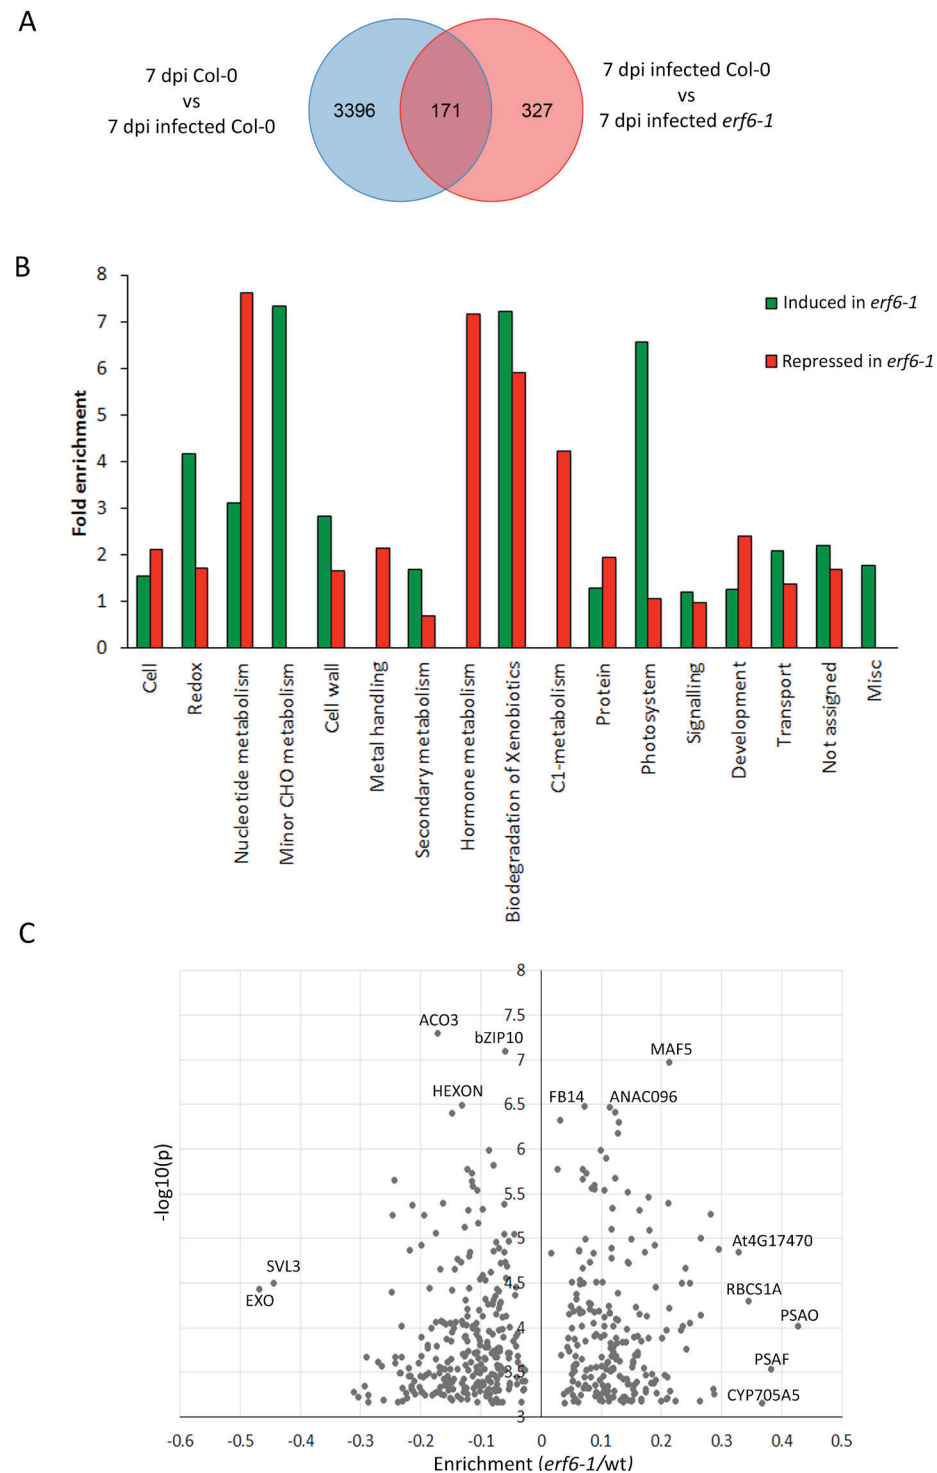 A
7 dpi Col-0
vs
7 dpi infected Col-0
3396
171
327
7 dpi infected Col-0
vs
7 dpi infected erf6-1
B
Fold enrichment
8
7
6
5
4
3
2
1
0
Induced in erf6-1
Repressed in erf6-1
Cell
Redox
Nucleotide metabolism
Minor CHO metabolism
Cell wall
Metal handling
Secondary metabolism
Hormone metabolism
Biodegradation of Xenobiotics
C1-metabolism
Protein
Photosystem
Signalling
Development
Transport
Not assigned
Misc
C
-log10(p)
8
7.5
7
6.5
6
5.5
5
4.5
4
3.5
3
ACO3
bZIP10
MAF5
HEXON
FB14
ANAC096
At4G17470
SVL3
EXO
RBCS1A
PSAO
PSAF
CYP705A5
-0.6
-0.5
-0.4
-0.3
-0.2
-0.1
0
0.1
0.2
0.3
0.4
0.5
Enrichment (erf6-1/wt)